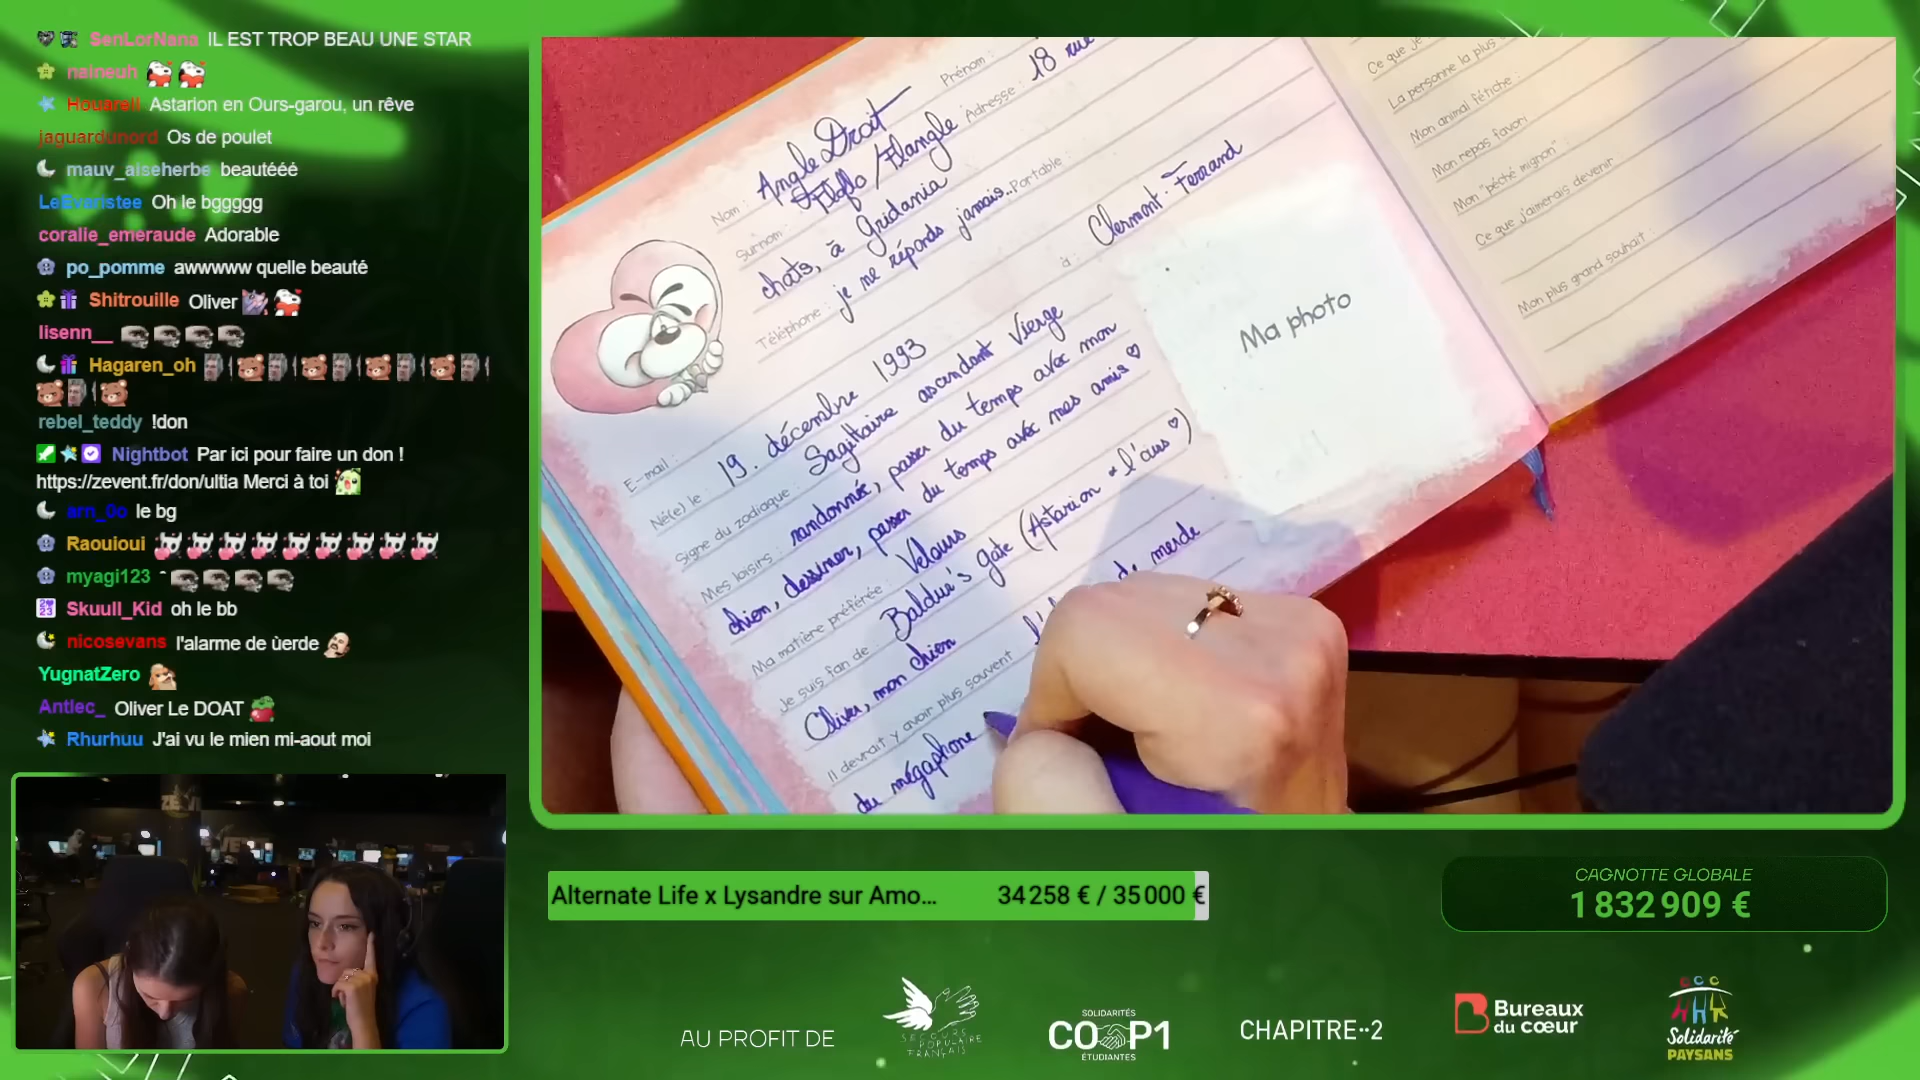 SenLorNana IL EST TROP BEAU UNE STAR
naineuh
Houarell Astarion en Ours-garou, un rêve
jaguardunord Os de poulet
mauv_aiseherbe beautééé
LeEvaristee Oh le bggggg
coralie_emeraude Adorable
po_pomme awwwww quelle beauté
Shitrouille Oliver
lisenn__
Hagaren_oh
rebel_teddy !don
Nightbot Par ici pour faire un don !
https://zevent.fr/don/ultia Merci à toi
arn_0o le bg
Raouioui
myagi123
Skuull_Kid oh le bb
nicosevans l'alarme de ùerde
YugnatZero
Antlec_ Oliver Le DOAT
Rhurhuu J'ai vu le mien mi-aout moi
Nom : Angle Droit
Prénom :
Surnom : Floflo / Flangle
Adresse : 18 rue
chats, à Gridania
Téléphone : je ne réponds jamais..
Portable :
E-mail :
Né(e) le : 19 décembre 1993
à : Clermont-Ferrand
Signe du zodiaque : Sagittaire ascendant Vierge
Mes loisirs : randonnée, passer du temps avec mon
chien, dessiner, passer du temps avec mes amis ♡
Ma matière préférée : Velours
Je suis fan de : Baldur's gate (Astarion & l'ours ♡)
Oliver, mon chien
Il devrait y avoir plus souvent : de merde
du mégaphone
Ma photo
Ce que je
La personne la plus
Mon animal fétiche :
Mon repas favori
Mon "péché mignon" :
Ce que j'aimerais devenir
Mon plus grand souhait :
Alternate Life x Lysandre sur Amo... 34 258 € / 35 000 €
CAGNOTTE GLOBALE
1 832 909 €
AU PROFIT DE
SECOURS
POPULAIRE
FRANÇAIS
SOLIDARITÉS
COP1
ÉTUDIANTES
CHAPITRE··2
Bureaux
du cœur
Solidarité
PAYSANS